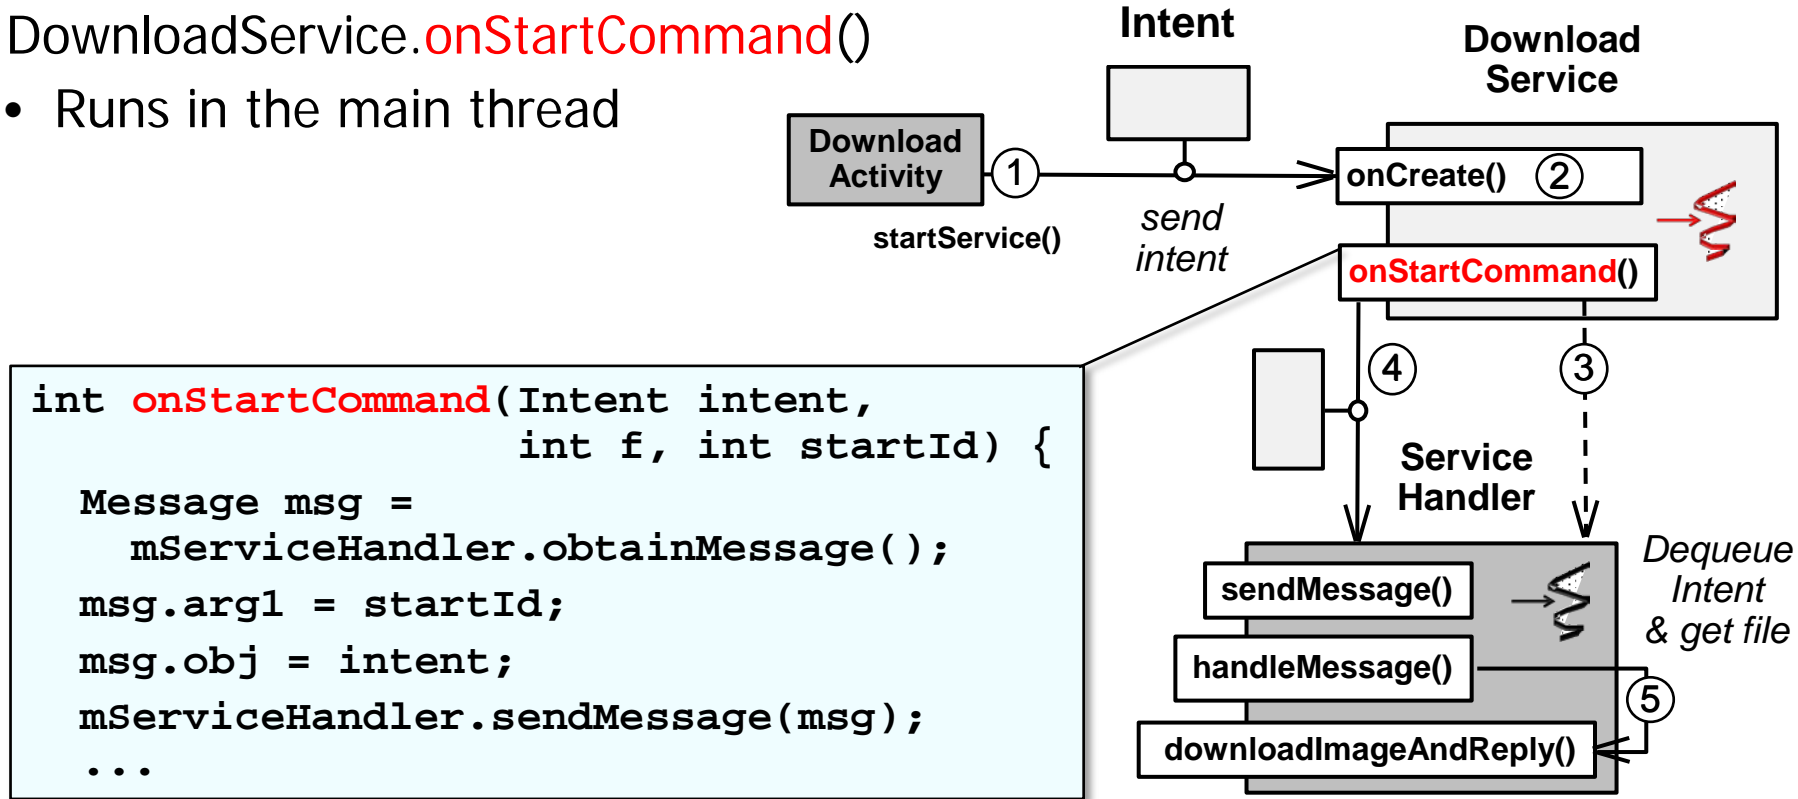 DownloadService.onStartCommand()
• Runs in the main thread
Intent
Download
Service
Download
Activity
1
startService()
send
intent
onCreate()
2
onStartCommand()
4
3
int onStartCommand(Intent intent,
int f, int startId) {
Message msg =
mServiceHandler.obtainMessage();
msg.arg1 = startId;
msg.obj = intent;
mServiceHandler.sendMessage(msg);
...
Service
Handler
sendMessage()
handleMessage()
downloadImageAndReply()
5
Dequeue
Intent
& get file